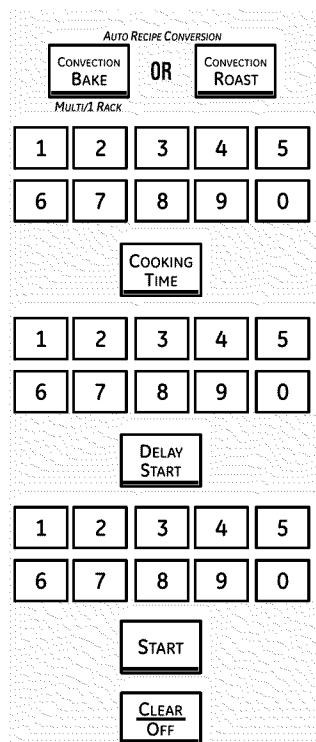 AUTO RECIPE CONVERSION
CONVECTION
BAKE
OR
CONVECTION
ROAST
MULTI/1 RACK
1 2 3 4 5
6 7 8 9 0
COOKING
TIME
1 2 3 4 5
6 7 8 9 0
DELAY
START
1 2 3 4 5
6 7 8 9 0
START
CLEAR
OFF